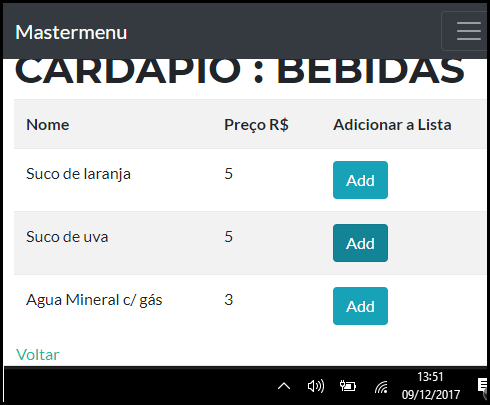 Mastermenu
CARDÁPIO : BEBIDAS
Nome Preço R$ Adicionar a Lista
Suco de laranja 5 Add
Suco de uva 5 Add
Agua Mineral c/ gás 3 Add
Voltar
13:51
09/12/2017